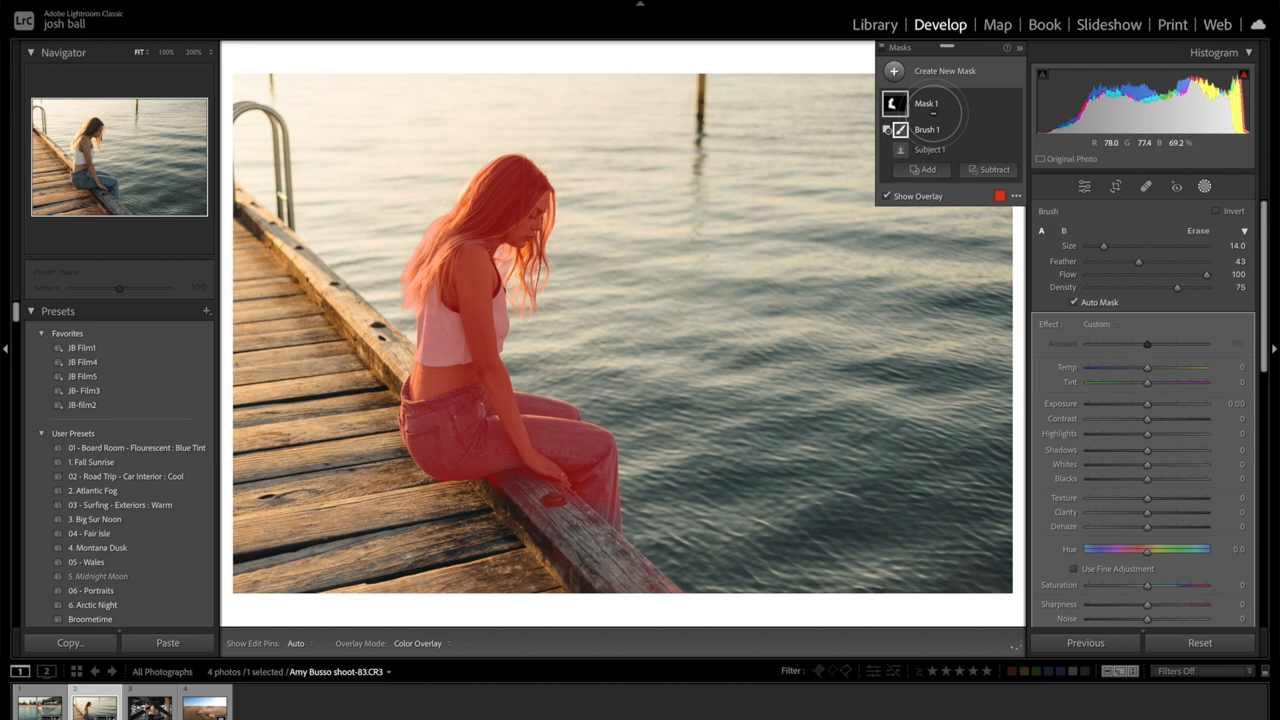 LrC
Adobe Lightroom Classic
josh ball
Library | Develop | Map | Book | Slideshow | Print | Web
Navigator
FIT
100%
200%
Preset : None
Amount
100
Presets
Favorites
JB Film1
JB Film4
JB Film5
JB- Film3
JB-film2
User Presets
01 - Board Room - Flourescent : Blue Tint
1. Fall Sunrise
02 - Road Trip - Car Interior : Cool
2. Atlantic Fog
03 - Surfing - Exteriors : Warm
3. Big Sur Noon
04 - Fair Isle
4. Montana Dusk
05 - Wales
5. Midnight Moon
06 - Portraits
6. Arctic Night
Broometime
Copy...
Paste
Masks
Create New Mask
Mask 1
Brush 1
Subject 1
Add
Subtract
Show Overlay
Histogram
R 78.0 G 77.4 B 69.2 %
Original Photo
Brush
Invert
A B Erase
Size 14.0
Feather 43
Flow 100
Density 75
Auto Mask
Effect : Custom
Amount
Temp 0
Tint 0
Exposure 0.00
Contrast 0
Highlights 0
Shadows 0
Whites 0
Blacks 0
Texture 0
Clarity 0
Dehaze 0
Hue 0.0
Use Fine Adjustment
Saturation 0
Sharpness 0
Noise 0
Previous
Reset
Show Edit Pins: Auto
Overlay Mode: Color Overlay
1 2
All Photographs
4 photos / 1 selected / Amy Busso shoot-83.CR3
Filter :
Filters Off
1
2
3
4